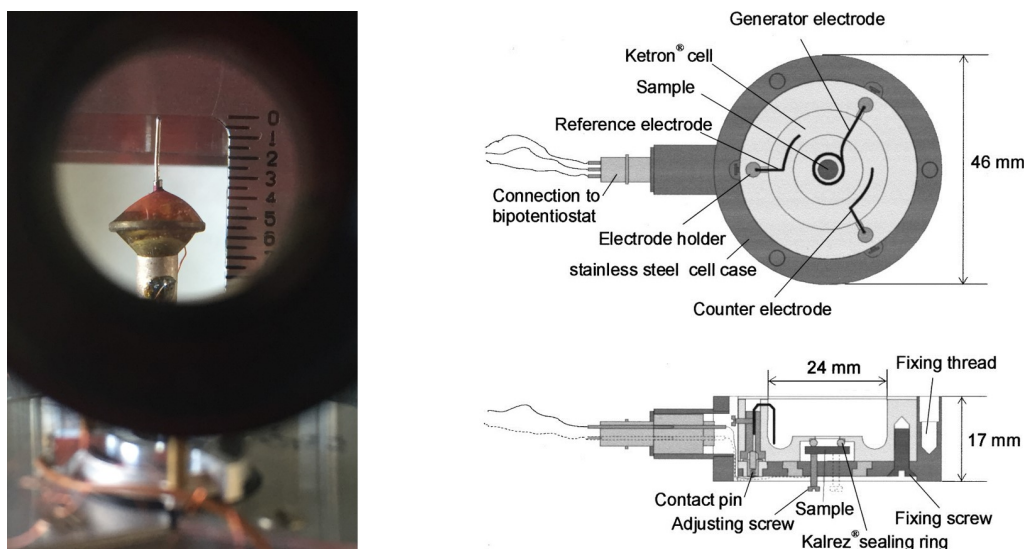 0
1
2
3
4
5
6
Generator electrode
Ketron® cell
Sample
Reference electrode
Connection to
bipotentiostat
Electrode holder
stainless steel cell case
Counter electrode
46 mm
24 mm
Fixing thread
17 mm
Contact pin
Adjusting screw
Sample
Fixing screw
Kalrez® sealing ring